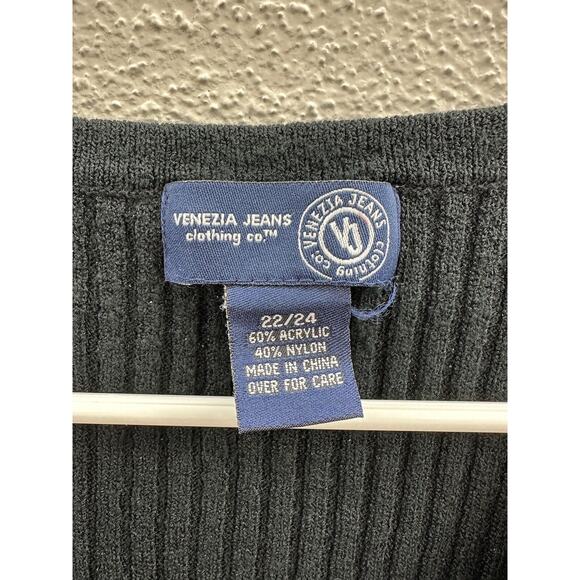 VENEZIA JEANS
clothing co.™
VENEZIA JEANS clothing co.
VJ
22/24
60% ACRYLIC
40% NYLON
MADE IN CHINA
OVER FOR CARE